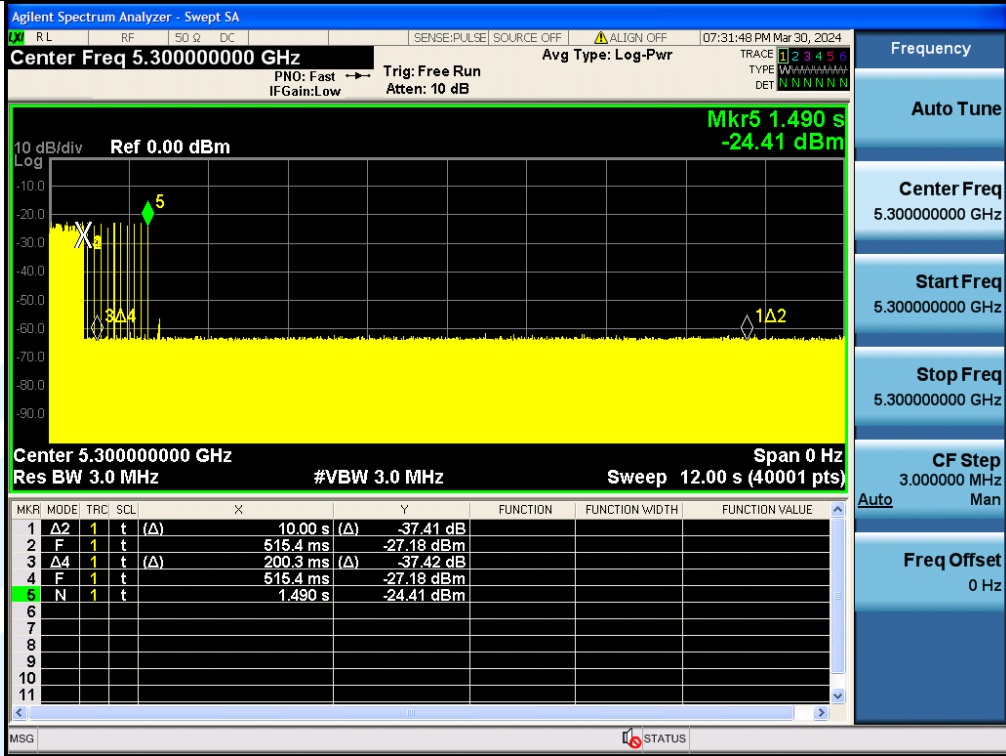 Agilent Spectrum Analyzer - Swept SA
LXI RL RF 50 Ω DC SENSE:PULSE SOURCE OFF ALIGN OFF 07:31:48 PM Mar 30, 2024
Center Freq 5.300000000 GHz
PNO: Fast
IFGain:Low
Trig: Free Run
Atten: 10 dB
Avg Type: Log-Pwr
TRACE 1 2 3 4 5 6
TYPE W
DET N N N N N N
Mkr5 1.490 s
-24.41 dBm
10 dB/div Ref 0.00 dBm
Log
-10.0
-20.0
-30.0
-40.0
-50.0
-60.0
-70.0
-80.0
-90.0
5
3Δ4
1Δ2
Center 5.300000000 GHz Span 0 Hz
Res BW 3.0 MHz #VBW 3.0 MHz Sweep 12.00 s (40001 pts)
MKR MODE TRC SCL X Y FUNCTION FUNCTION WIDTH FUNCTION VALUE
1 Δ2 1 t (Δ) 10.00 s (Δ) -37.41 dB
2 F 1 t 515.4 ms -27.18 dBm
3 Δ4 1 t (Δ) 200.3 ms (Δ) -37.42 dB
4 F 1 t 515.4 ms -27.18 dBm
5 N 1 t 1.490 s -24.41 dBm
6
7
8
9
10
11
MSG STATUS
Frequency
Auto Tune
Center Freq
5.300000000 GHz
Start Freq
5.300000000 GHz
Stop Freq
5.300000000 GHz
CF Step
3.000000 MHz
Auto Man
Freq Offset
0 Hz